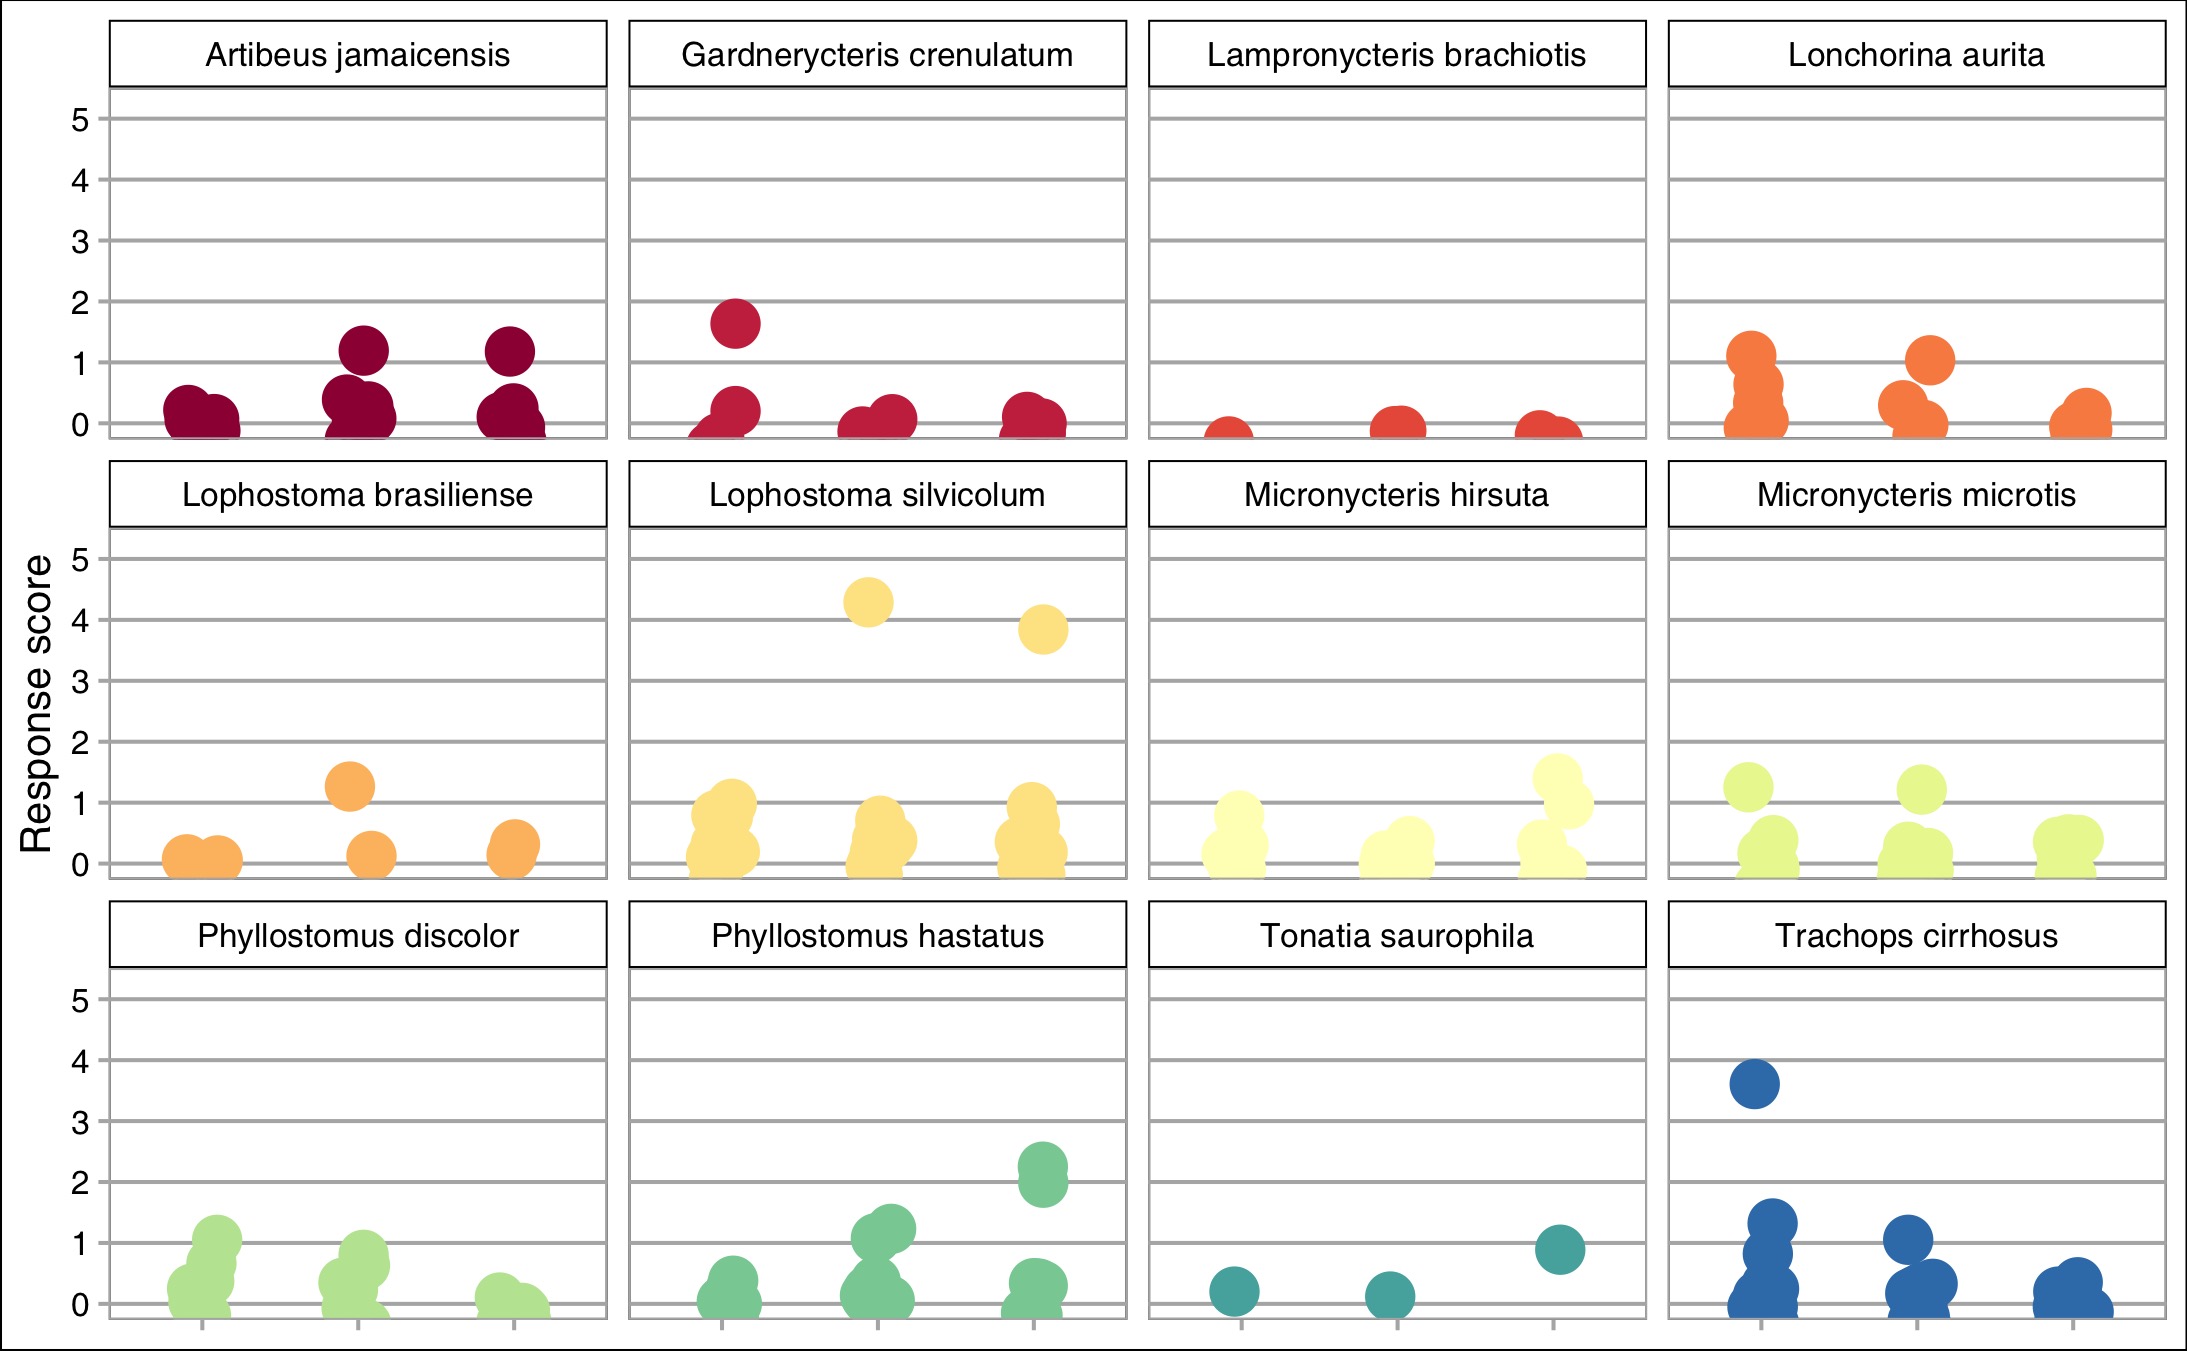 Artibeus jamaicensis
Gardnerycteris crenulatum
Lampronycteris brachiotis
Lonchorina aurita
5
4
3
2
1
0
Lophostoma brasiliense
Lophostoma silvicolum
Micronycteris hirsuta
Micronycteris microtis
Response score
5
4
3
2
1
0
Phyllostomus discolor
Phyllostomus hastatus
Tonatia saurophila
Trachops cirrhosus
5
4
3
2
1
0